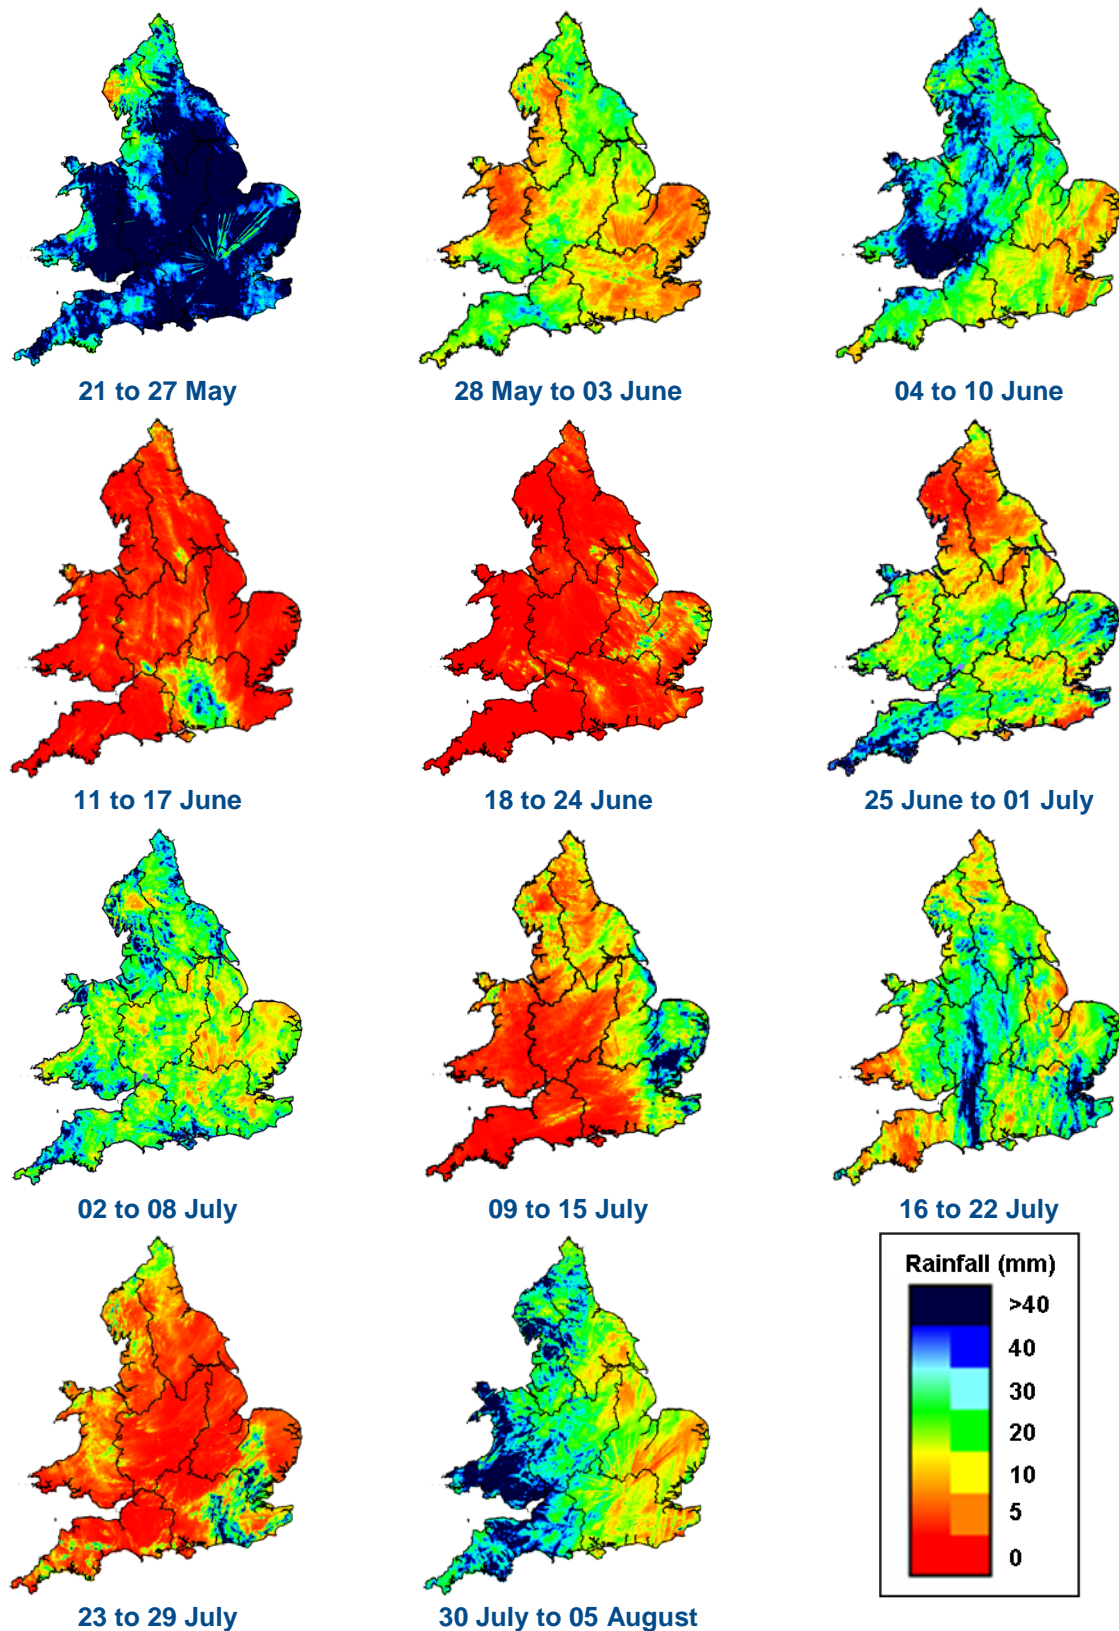 21 to 27 May
28 May to 03 June
04 to 10 June
11 to 17 June
18 to 24 June
25 June to 01 July
02 to 08 July
09 to 15 July
16 to 22 July
Rainfall (mm)
>40
40
30
20
10
5
0
23 to 29 July
30 July to 05 August